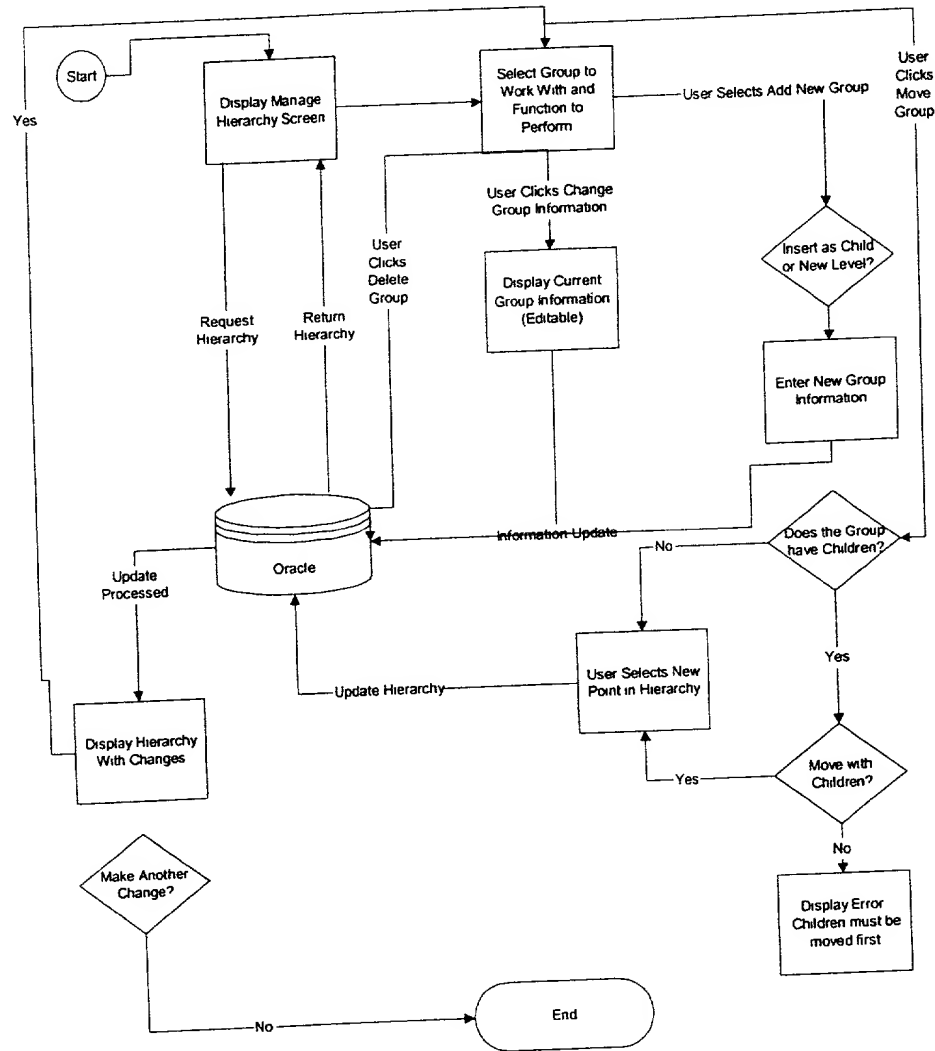 Start
Display Manage
Hierarchy Screen
Select Group to
Work With and
Function to
Perform
User Selects Add New Group
User
Clicks
Move
Group
Yes
User Clicks Change
Group Information
User
Clicks
Delete
Group
Insert as Child
or New Level?
Display Current
Group Information
(Editable)
Request
Hierarchy
Return
Hierarchy
Enter New Group
Information
Information Update
Does the Group
have Children?
No
Oracle
Update
Processed
Yes
User Selects New
Point in Hierarchy
Update Hierarchy
Display Hierarchy
With Changes
Move with
Children?
Yes
No
Make Another
Change?
Display Error
Children must be
moved first
No
End